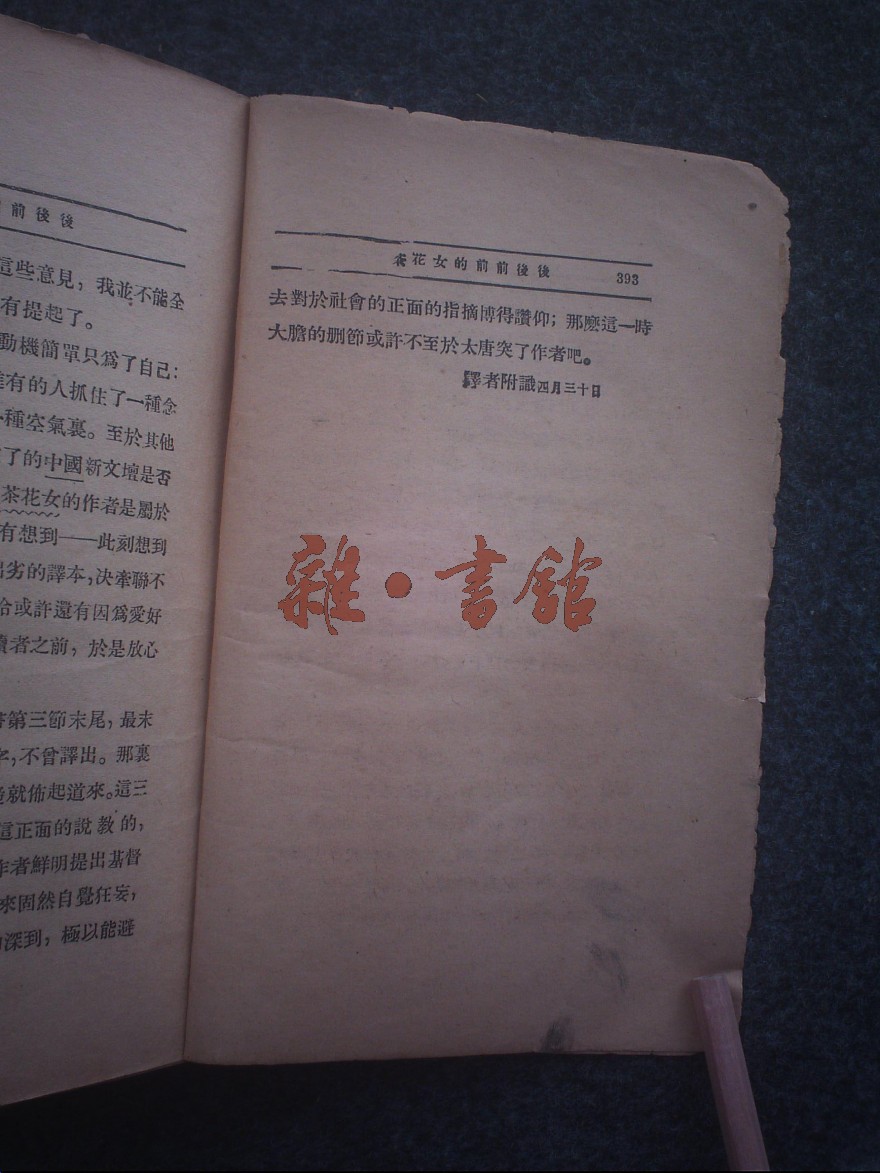 前後後
這些意見，我並不能全
有提起了。
動機簡單只爲了自己：
有的人抓住了一種念
種空氣裏。至於其他
了的中國新文壇是否
茶花女的作者是屬於
有想到——此刻想到
劣的譯本，決牽聯不
或許還有因爲愛好
者之前，於是放心
第三節末尾，最末
不曾譯出。那裏
就佈起道來。這三
這正面的說教的，
作者鮮明提出基督
來固然自覺狂妄，
深到，極以能避
茶花女的前前後後 393
去對於社會的正面的指摘博得讚仰；那麽這一時
大膽的删節或許不至於太唐突了作者吧。
譯者附識四月三十日
雜·書館